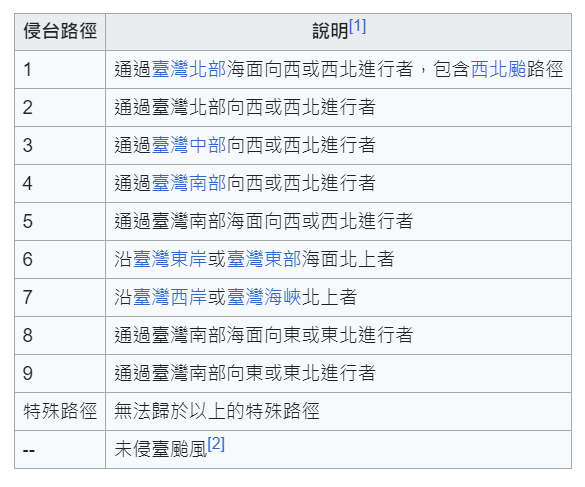 侵台路徑 說明[1]
1 通過臺灣北部海面向西或西北進行者，包含西北颱路徑
2 通過臺灣北部向西或西北進行者
3 通過臺灣中部向西或西北進行者
4 通過臺灣南部向西或西北進行者
5 通過臺灣南部海面向西或西北進行者
6 沿臺灣東岸或臺灣東部海面北上者
7 沿臺灣西岸或臺灣海峽北上者
8 通過臺灣南部海面向東或東北進行者
9 通過臺灣南部向東或東北進行者
特殊路徑 無法歸於以上的特殊路徑
-- 未侵臺颱風[2]